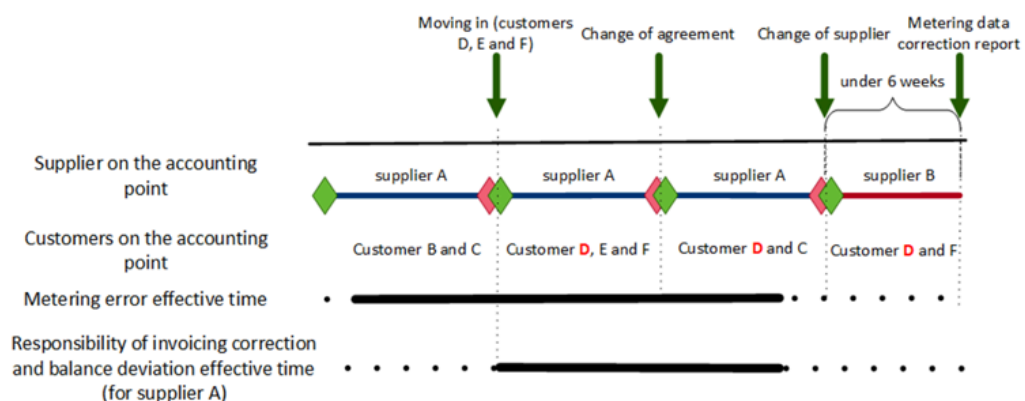 Moving in (customers
D, E and F)
Change of agreement
Change of supplier
Metering data
correction report
under 6 weeks
Supplier on the accounting
point
supplier A
supplier A
supplier A
supplier B
Customers on the accounting
point
Customer B and C
Customer D, E and F
Customer D and C
Customer D and F
Metering error effective time
Responsibility of invoicing correction
and balance deviation effective time
(for supplier A)